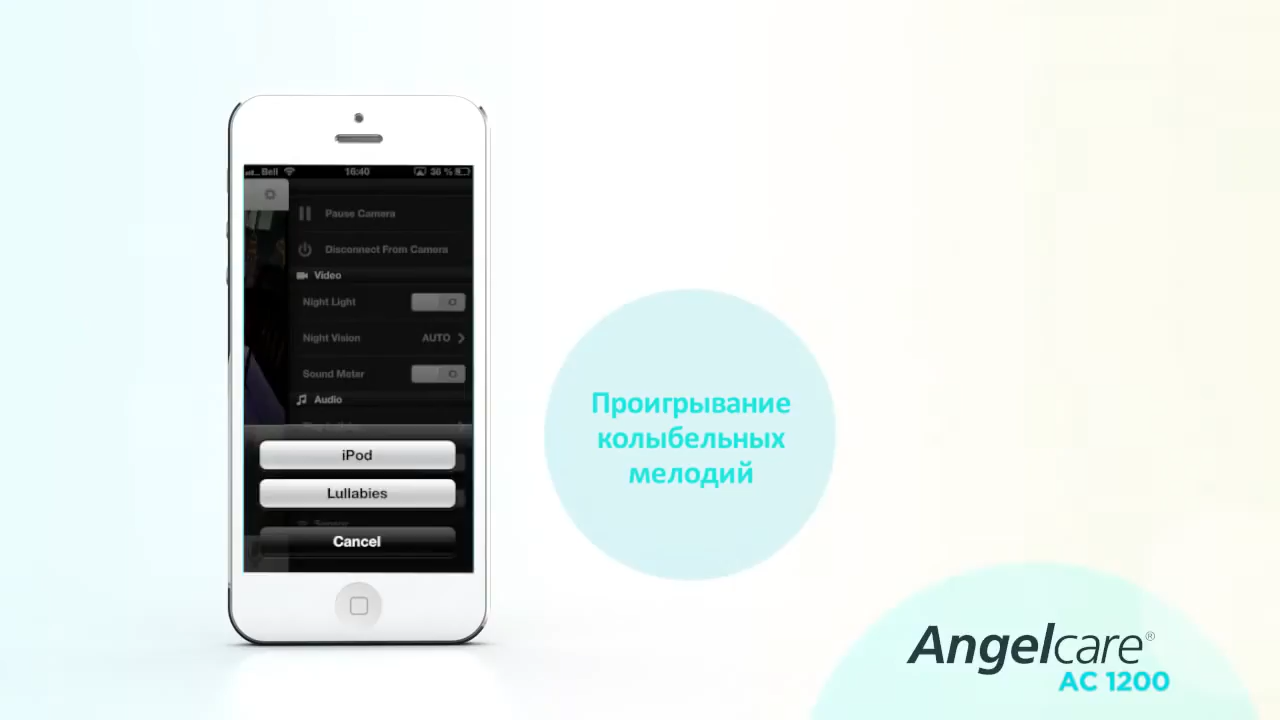 Bell 16:40 36 %
Pause Camera
Disconnect From Camera
Video
Night Light
Night Vision AUTO
Sound Meter
Audio
iPod
Lullabies
Cancel
Проигрывание
колыбельных
мелодий
Angelcare®
AC 1200